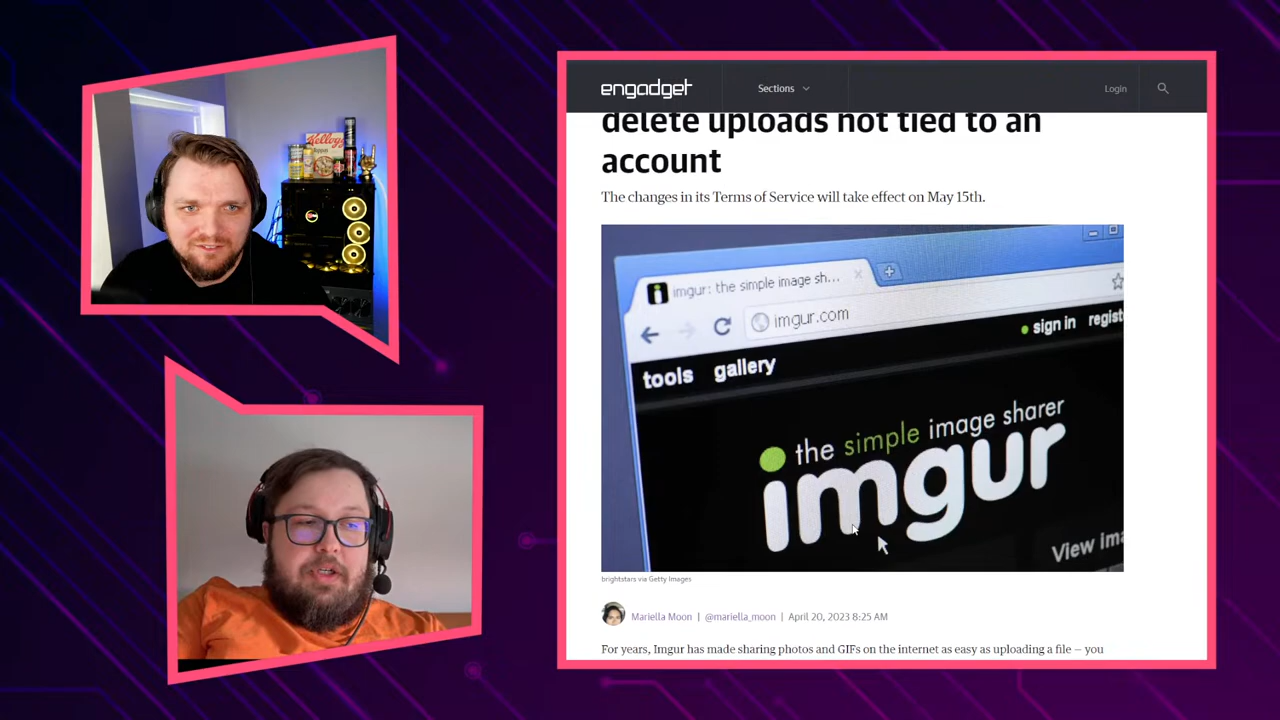 engadget
Sections
Login
delete uploads not tied to an
account
The changes in its Terms of Service will take effect on May 15th.
imgur: the simple image sh...
imgur.com
sign in
tools gallery
the simple image sharer
imgur
View
brightstars via Getty Images
Mariella Moon | @mariella_moon | April 20, 2023 8:25 AM
For years, Imgur has made sharing photos and GIFs on the internet as easy as uploading a file — you
Kellogg